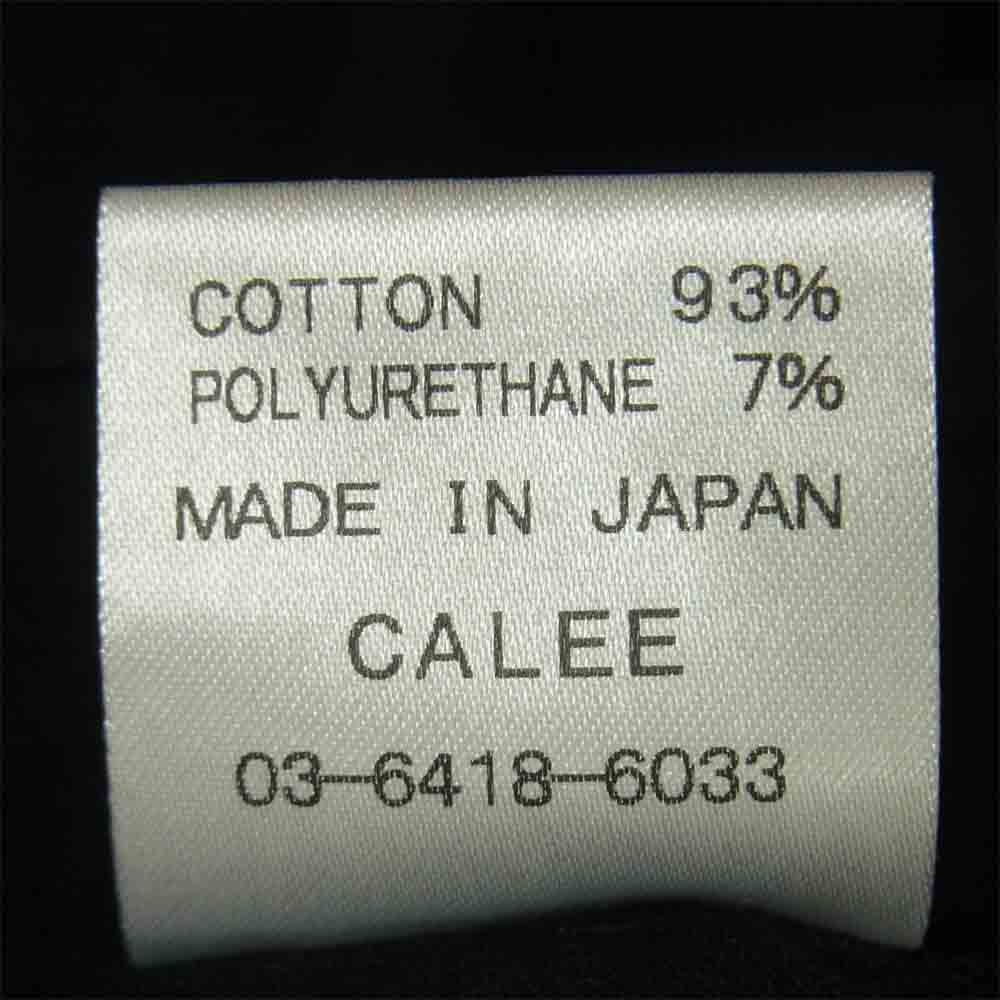 COTTON 93%
POLYURETHANE 7%
MADE IN JAPAN
CALEE
03-6418-6033